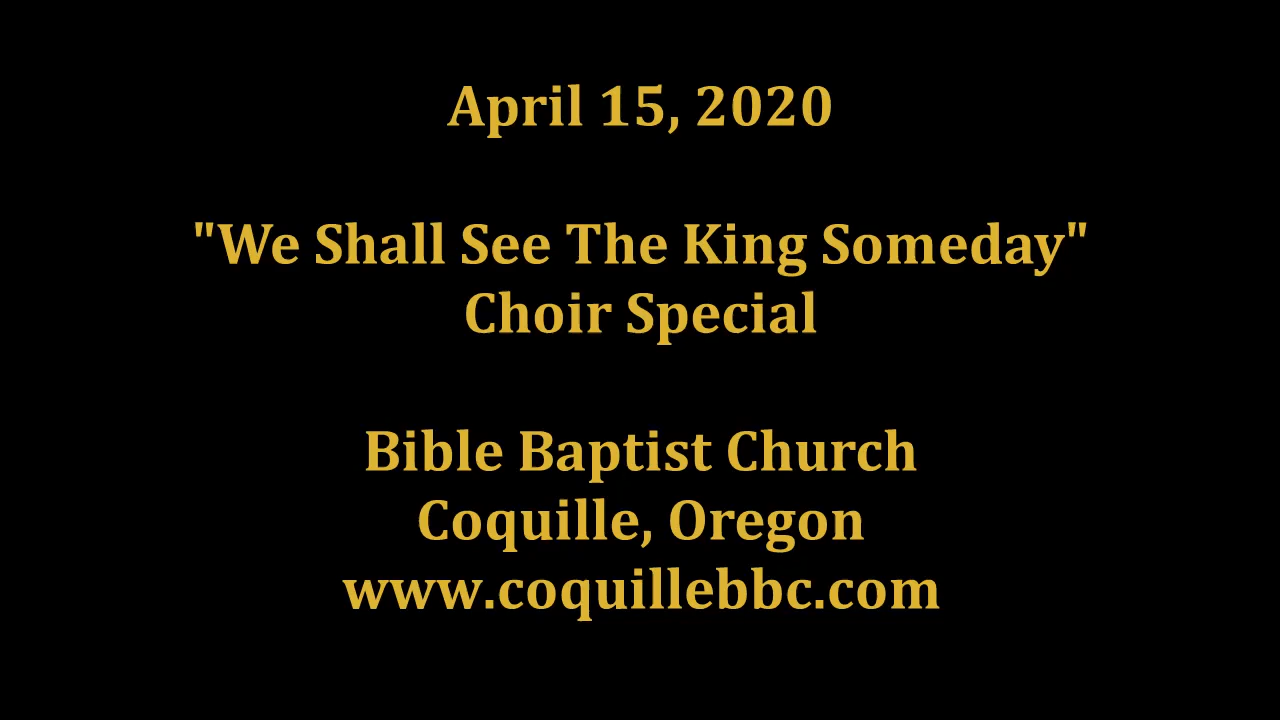 April 15, 2020
"We Shall See The King Someday"
Choir Special
Bible Baptist Church
Coquille, Oregon
www.coquillebbc.com